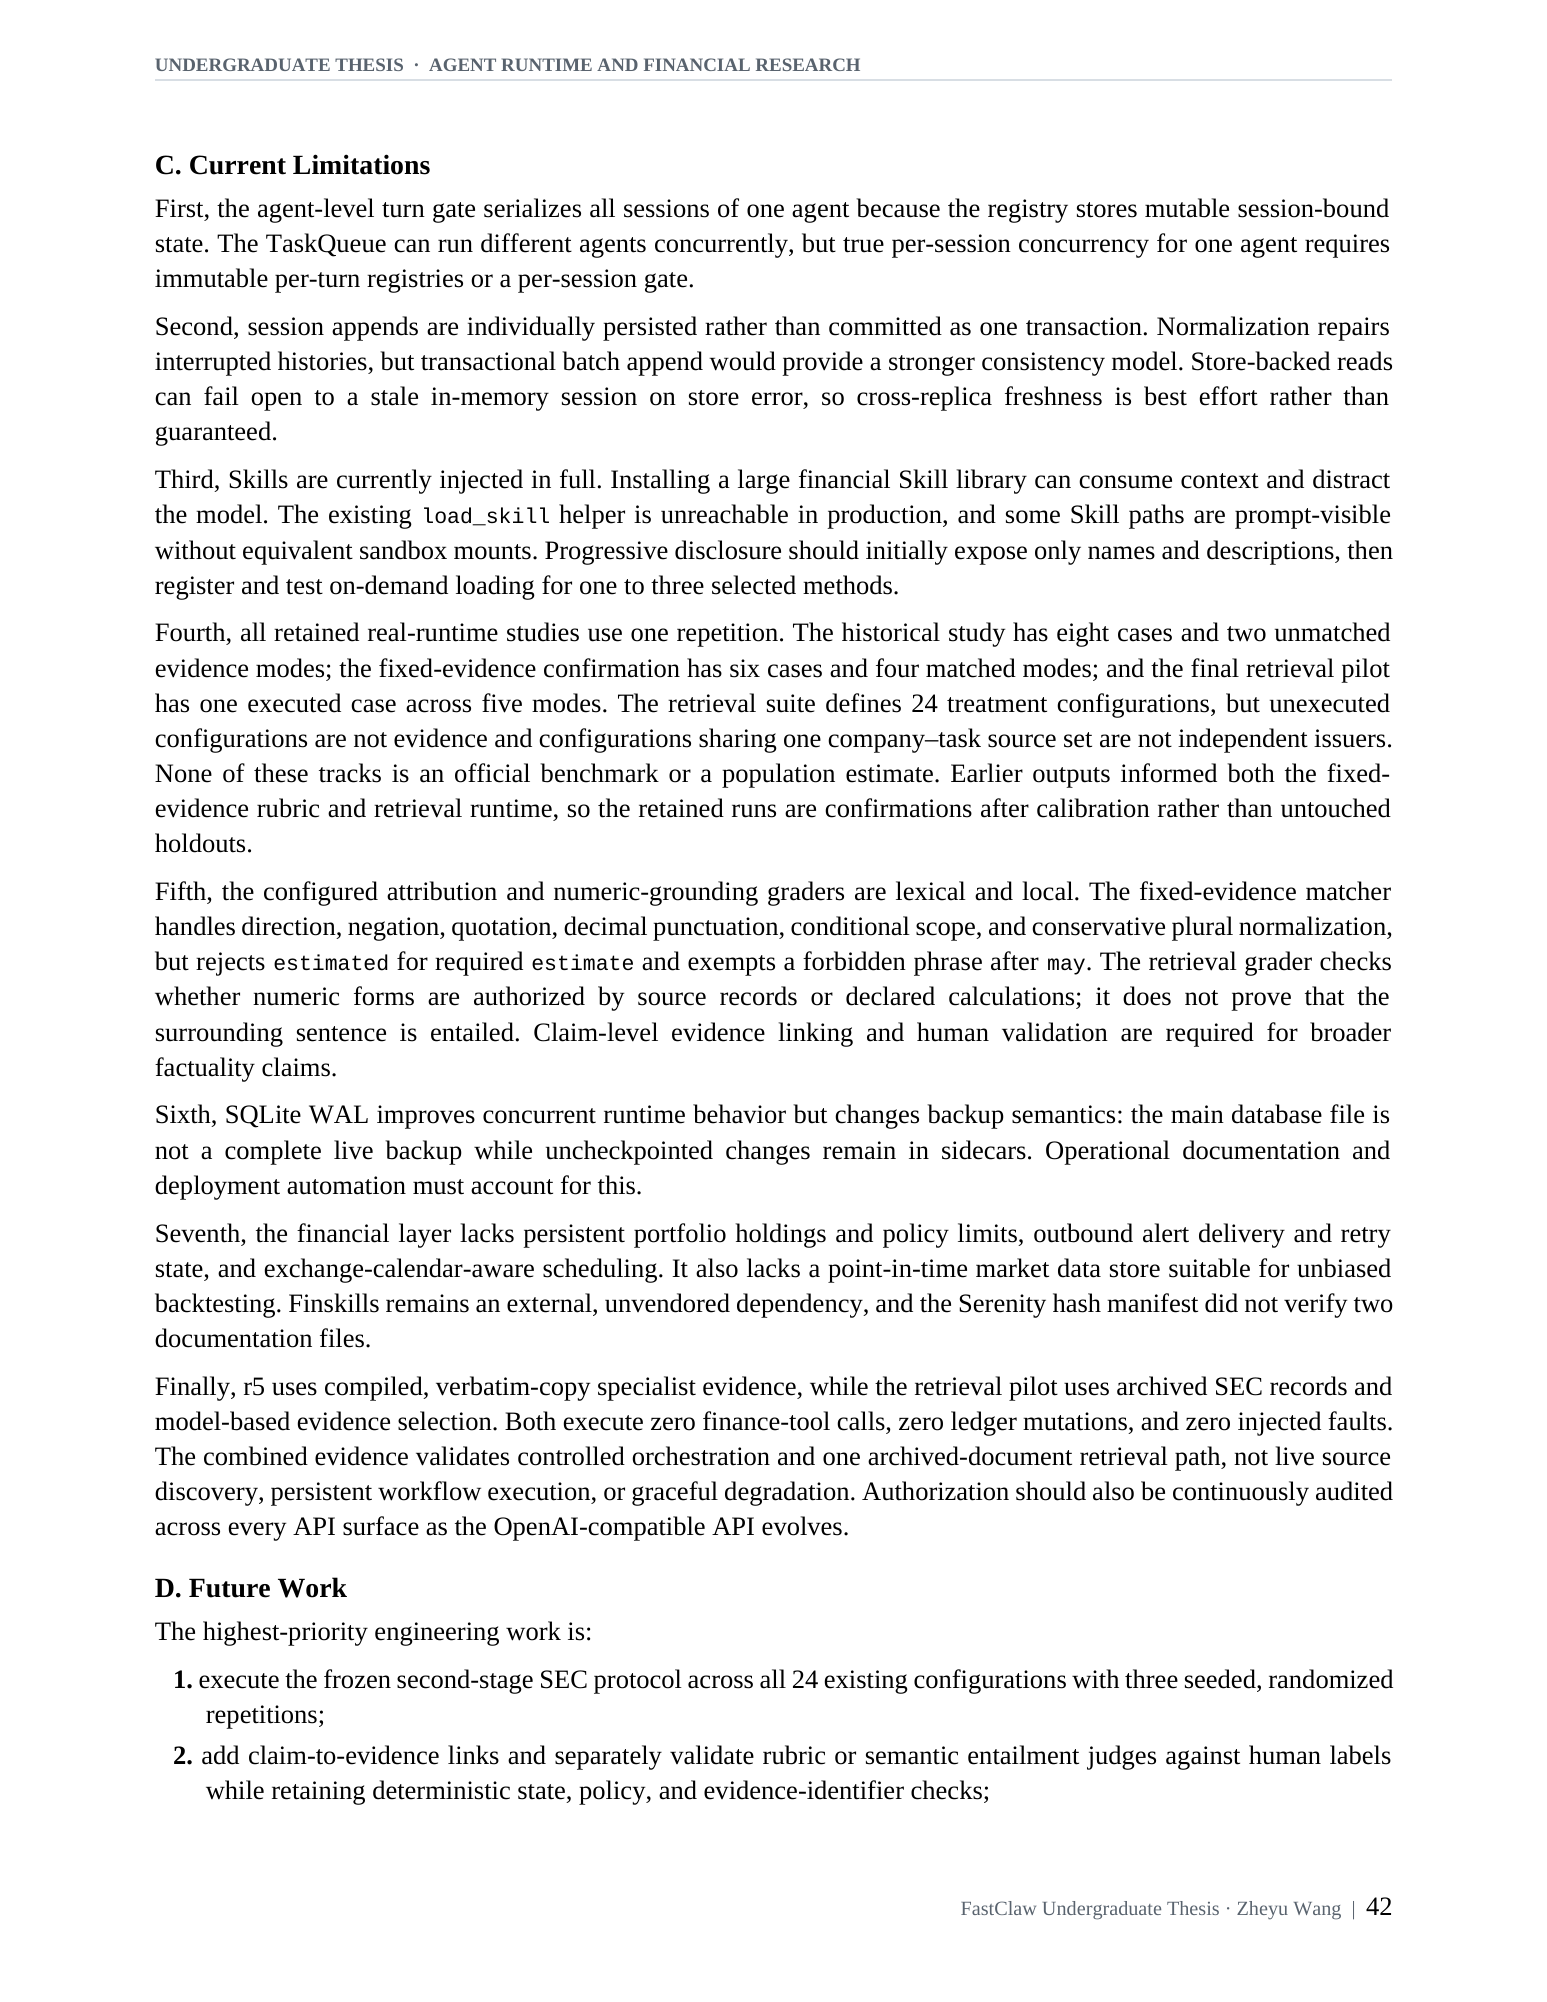 UNDERGRADUATE THESIS · AGENT RUNTIME AND FINANCIAL RESEARCH
C. Current Limitations
First, the agent-level turn gate serializes all sessions of one agent because the registry stores mutable session-bound
state. The TaskQueue can run different agents concurrently, but true per-session concurrency for one agent requires
immutable per-turn registries or a per-session gate.
Second, session appends are individually persisted rather than committed as one transaction. Normalization repairs
interrupted histories, but transactional batch append would provide a stronger consistency model. Store-backed reads
can fail open to a stale in-memory session on store error, so cross-replica freshness is best effort rather than
guaranteed.
Third, Skills are currently injected in full. Installing a large financial Skill library can consume context and distract
the model. The existing load_skill helper is unreachable in production, and some Skill paths are prompt-visible
without equivalent sandbox mounts. Progressive disclosure should initially expose only names and descriptions, then
register and test on-demand loading for one to three selected methods.
Fourth, all retained real-runtime studies use one repetition. The historical study has eight cases and two unmatched
evidence modes; the fixed-evidence confirmation has six cases and four matched modes; and the final retrieval pilot
has one executed case across five modes. The retrieval suite defines 24 treatment configurations, but unexecuted
configurations are not evidence and configurations sharing one company–task source set are not independent issuers.
None of these tracks is an official benchmark or a population estimate. Earlier outputs informed both the fixed-
evidence rubric and retrieval runtime, so the retained runs are confirmations after calibration rather than untouched
holdouts.
Fifth, the configured attribution and numeric-grounding graders are lexical and local. The fixed-evidence matcher
handles direction, negation, quotation, decimal punctuation, conditional scope, and conservative plural normalization,
but rejects estimated for required estimate and exempts a forbidden phrase after may. The retrieval grader checks
whether numeric forms are authorized by source records or declared calculations; it does not prove that the
surrounding sentence is entailed. Claim-level evidence linking and human validation are required for broader
factuality claims.
Sixth, SQLite WAL improves concurrent runtime behavior but changes backup semantics: the main database file is
not a complete live backup while uncheckpointed changes remain in sidecars. Operational documentation and
deployment automation must account for this.
Seventh, the financial layer lacks persistent portfolio holdings and policy limits, outbound alert delivery and retry
state, and exchange-calendar-aware scheduling. It also lacks a point-in-time market data store suitable for unbiased
backtesting. Finskills remains an external, unvendored dependency, and the Serenity hash manifest did not verify two
documentation files.
Finally, r5 uses compiled, verbatim-copy specialist evidence, while the retrieval pilot uses archived SEC records and
model-based evidence selection. Both execute zero finance-tool calls, zero ledger mutations, and zero injected faults.
The combined evidence validates controlled orchestration and one archived-document retrieval path, not live source
discovery, persistent workflow execution, or graceful degradation. Authorization should also be continuously audited
across every API surface as the OpenAI-compatible API evolves.
D. Future Work
The highest-priority engineering work is:
1. execute the frozen second-stage SEC protocol across all 24 existing configurations with three seeded, randomized
repetitions;
2. add claim-to-evidence links and separately validate rubric or semantic entailment judges against human labels
while retaining deterministic state, policy, and evidence-identifier checks;
FastClaw Undergraduate Thesis · Zheyu Wang | 42